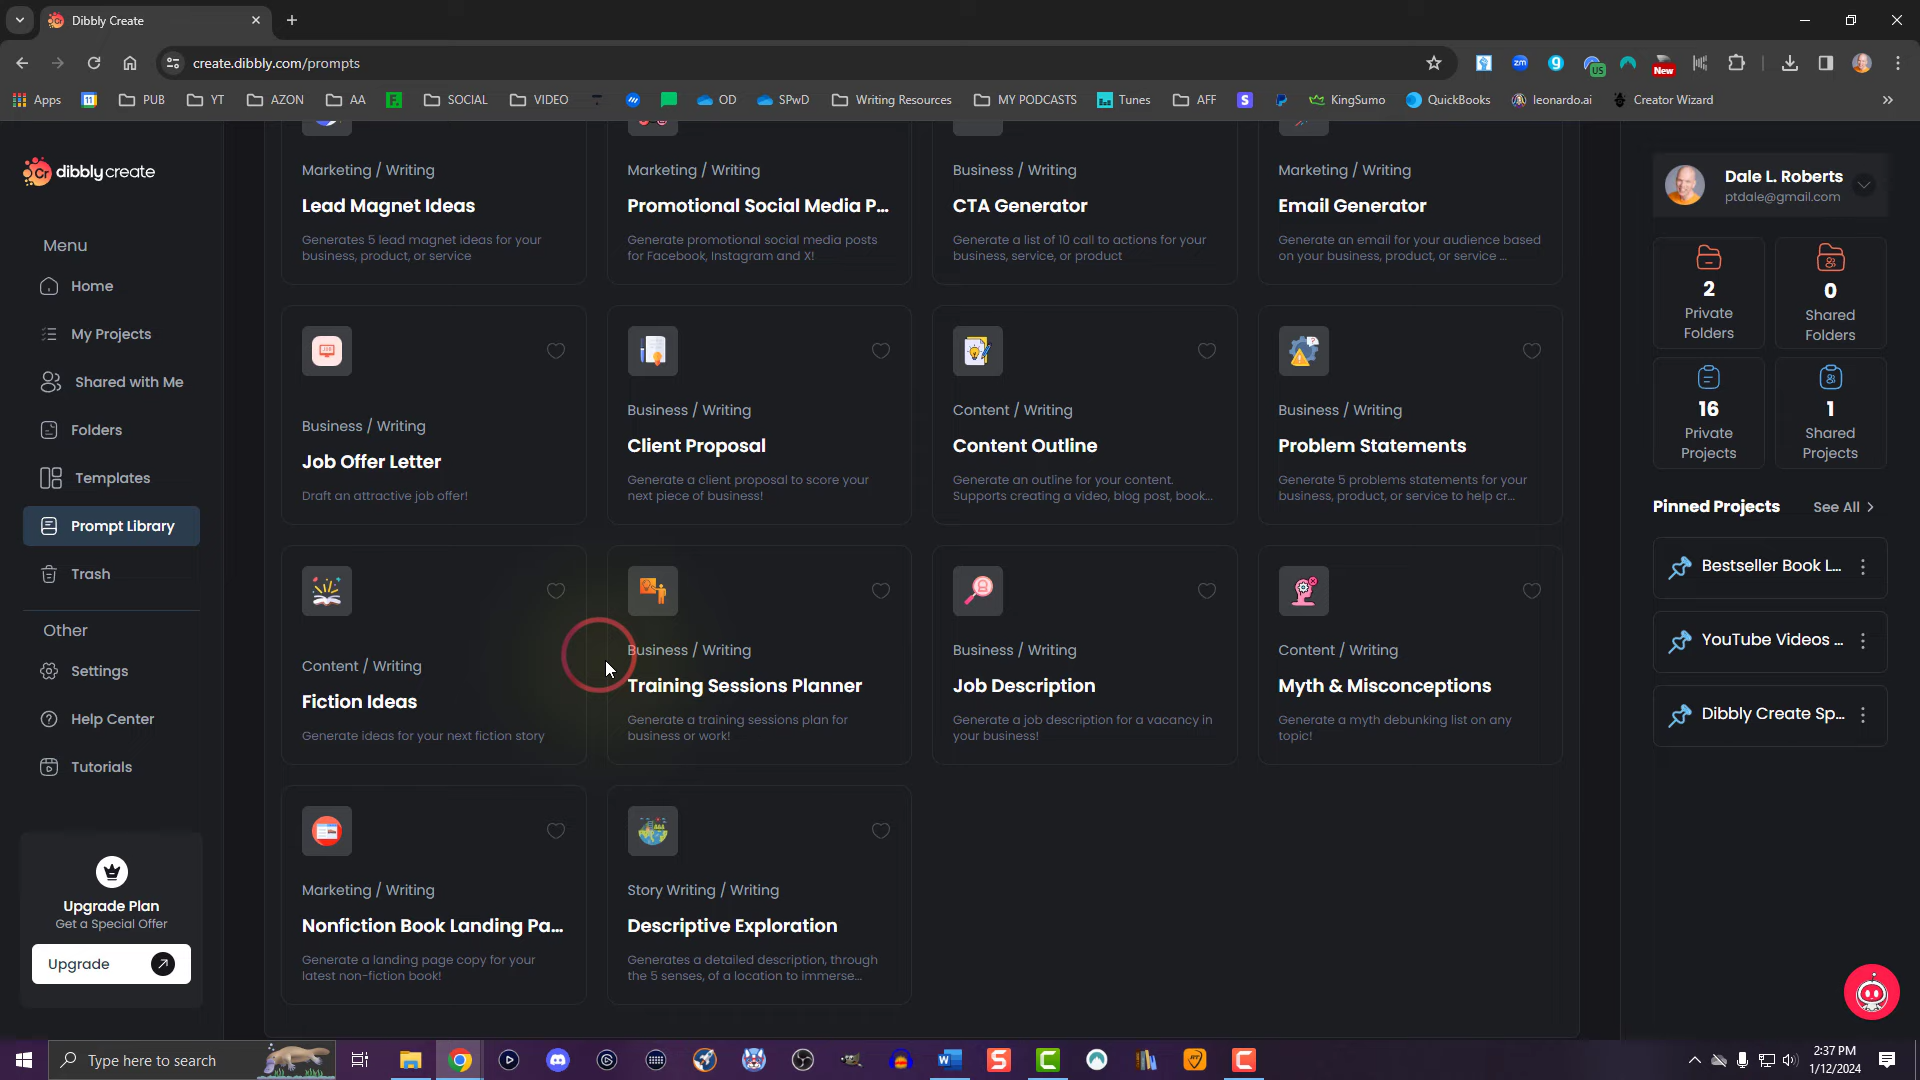 Dibbly Create
create.dibbly.com/prompts
US
zm
New
Apps
PUB
YT
AZON
AA
SOCIAL
VIDEO
OD
SPwD
Writing Resources
MY PODCASTS
Tunes
AFF
KingSumo
QuickBooks
leonardo.ai
Creator Wizard
dibblycreate
Menu
Home
My Projects
Shared with Me
Folders
Templates
Prompt Library
Trash
Other
Settings
Help Center
Tutorials
Upgrade Plan
Get a Special Offer
Upgrade
Marketing / Writing
Lead Magnet Ideas
Generates 5 lead magnet ideas for your
business, product, or service
Marketing / Writing
Promotional Social Media P...
Generate promotional social media posts
for Facebook, Instagram and X!
Business / Writing
CTA Generator
Generate a list of 10 call to actions for your
business, service, or product
Marketing / Writing
Email Generator
Generate an email for your audience based
on your business, product, or service ...
Business / Writing
Job Offer Letter
Draft an attractive job offer!
Business / Writing
Client Proposal
Generate a client proposal to score your
next piece of business!
Content / Writing
Content Outline
Generate an outline for your content.
Supports creating a video, blog post, book...
Business / Writing
Problem Statements
Generate 5 problems statements for your
business, product, or service to help cr...
Content / Writing
Fiction Ideas
Generate ideas for your next fiction story
Business / Writing
Training Sessions Planner
Generate a training sessions plan for
business or work!
Business / Writing
Job Description
Generate a job description for a vacancy in
your business!
Content / Writing
Myth & Misconceptions
Generate a myth debunking list on any
topic!
Marketing / Writing
Nonfiction Book Landing Pa...
Generate a landing page copy for your
latest non-fiction book!
Story Writing / Writing
Descriptive Exploration
Generates a detailed description, through
the 5 senses, of a location to immerse...
Dale L. Roberts
ptdale@gmail.com
2
Private
Folders
0
Shared
Folders
16
Private
Projects
1
Shared
Projects
Pinned Projects
See All
Bestseller Book L...
YouTube Videos ...
Dibbly Create Sp...
Type here to search
2:37 PM
1/12/2024